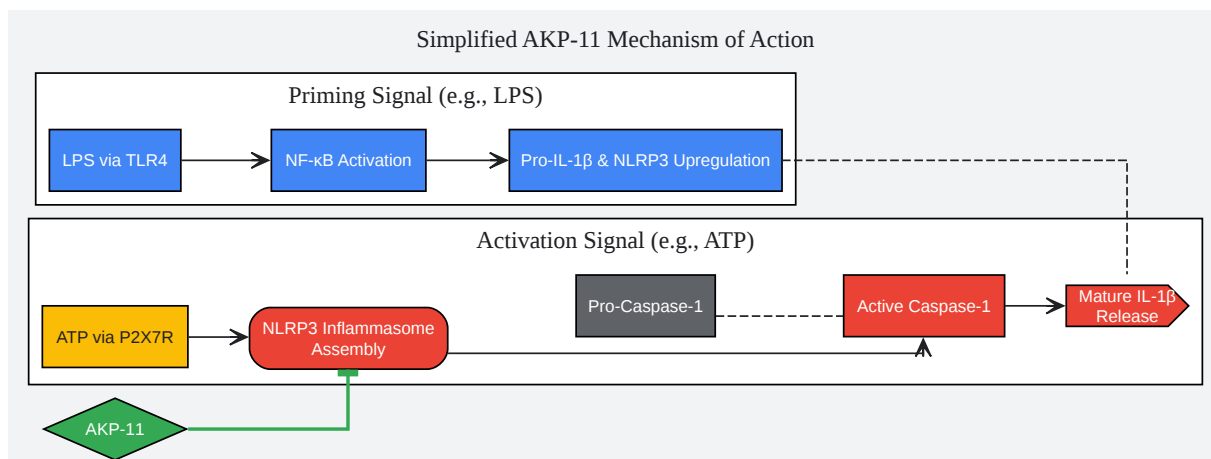 Simplified AKP-11 Mechanism of Action
Priming Signal (e.g., LPS)
LPS via TLR4
NF-κB Activation
Pro-IL-1β & NLRP3 Upregulation
Activation Signal (e.g., ATP)
ATP via P2X7R
NLRP3 Inflammasome
Assembly
Pro-Caspase-1
Active Caspase-1
Mature IL-1β
Release
AKP-11